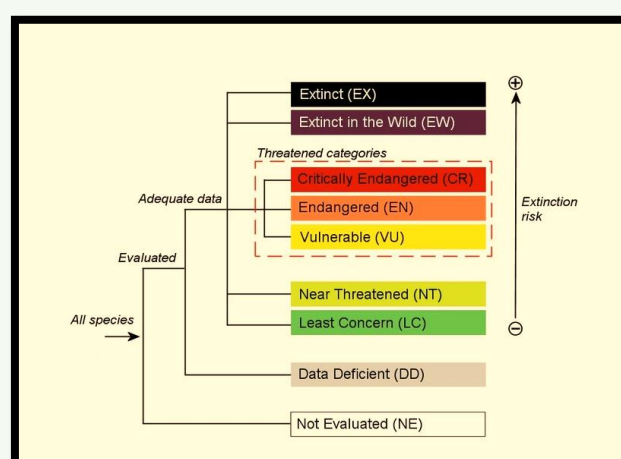 Extinct (EX)
Extinct in the Wild (EW)
Threatened categories
Critically Endangered (CR)
Adequate data
Endangered (EN)
Extinction
risk
Vulnerable (VU)
Evaluated
Near Threatened (NT)
All species
Least Concern (LC)
Data Deficient (DD)
Not Evaluated (NE)